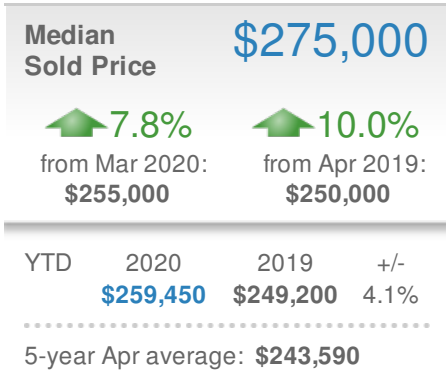 Median $275,000
Sold Price
7.8% 10.0%
from Mar 2020: from Apr 2019:
$255,000 $250,000
YTD 2020 2019 +/-
$259,450 $249,200 4.1%
5-year Apr average: $243,590